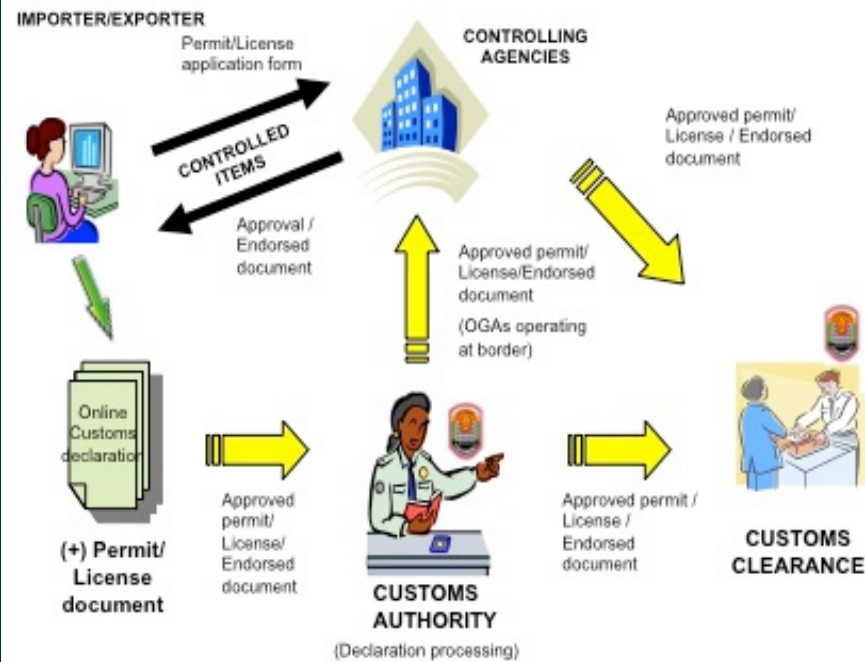 IMPORTER/EXPORTER
Permit/License
application form
CONTROLLING
AGENCIES
CONTROLLED
ITEMS
Approval /
Endorsed
document
Approved permit/
License / Endorsed
document
Approved permit/
License/Endorsed
document
(OGAs operating
at border)
Online
Customs
declaration
(+) Permit/
License
document
Approved
permit/
License/
Endorsed
document
CUSTOMS
AUTHORITY
(Declaration processing)
Approved permit /
License /
Endorsed
document
CUSTOMS
CLEARANCE